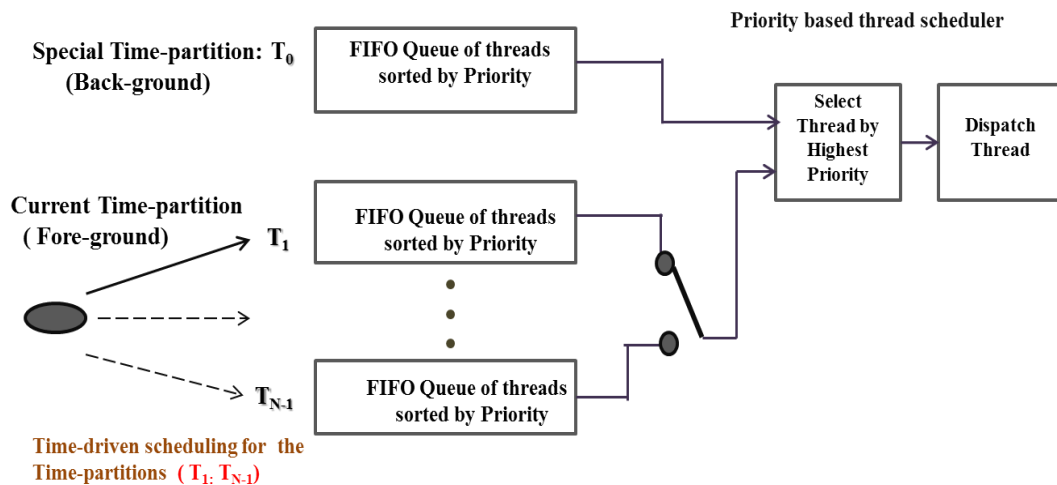 Priority based thread scheduler
Special Time-partition: T0
(Back-ground)
FIFO Queue of threads
sorted by Priority
Select
Thread by
Highest
Priority
Dispatch
Thread
Current Time-partition
( Fore-ground)
T1
FIFO Queue of threads
sorted by Priority
TN-1
FIFO Queue of threads
sorted by Priority
Time-driven scheduling for the
Time-partitions ( T1; TN-1)